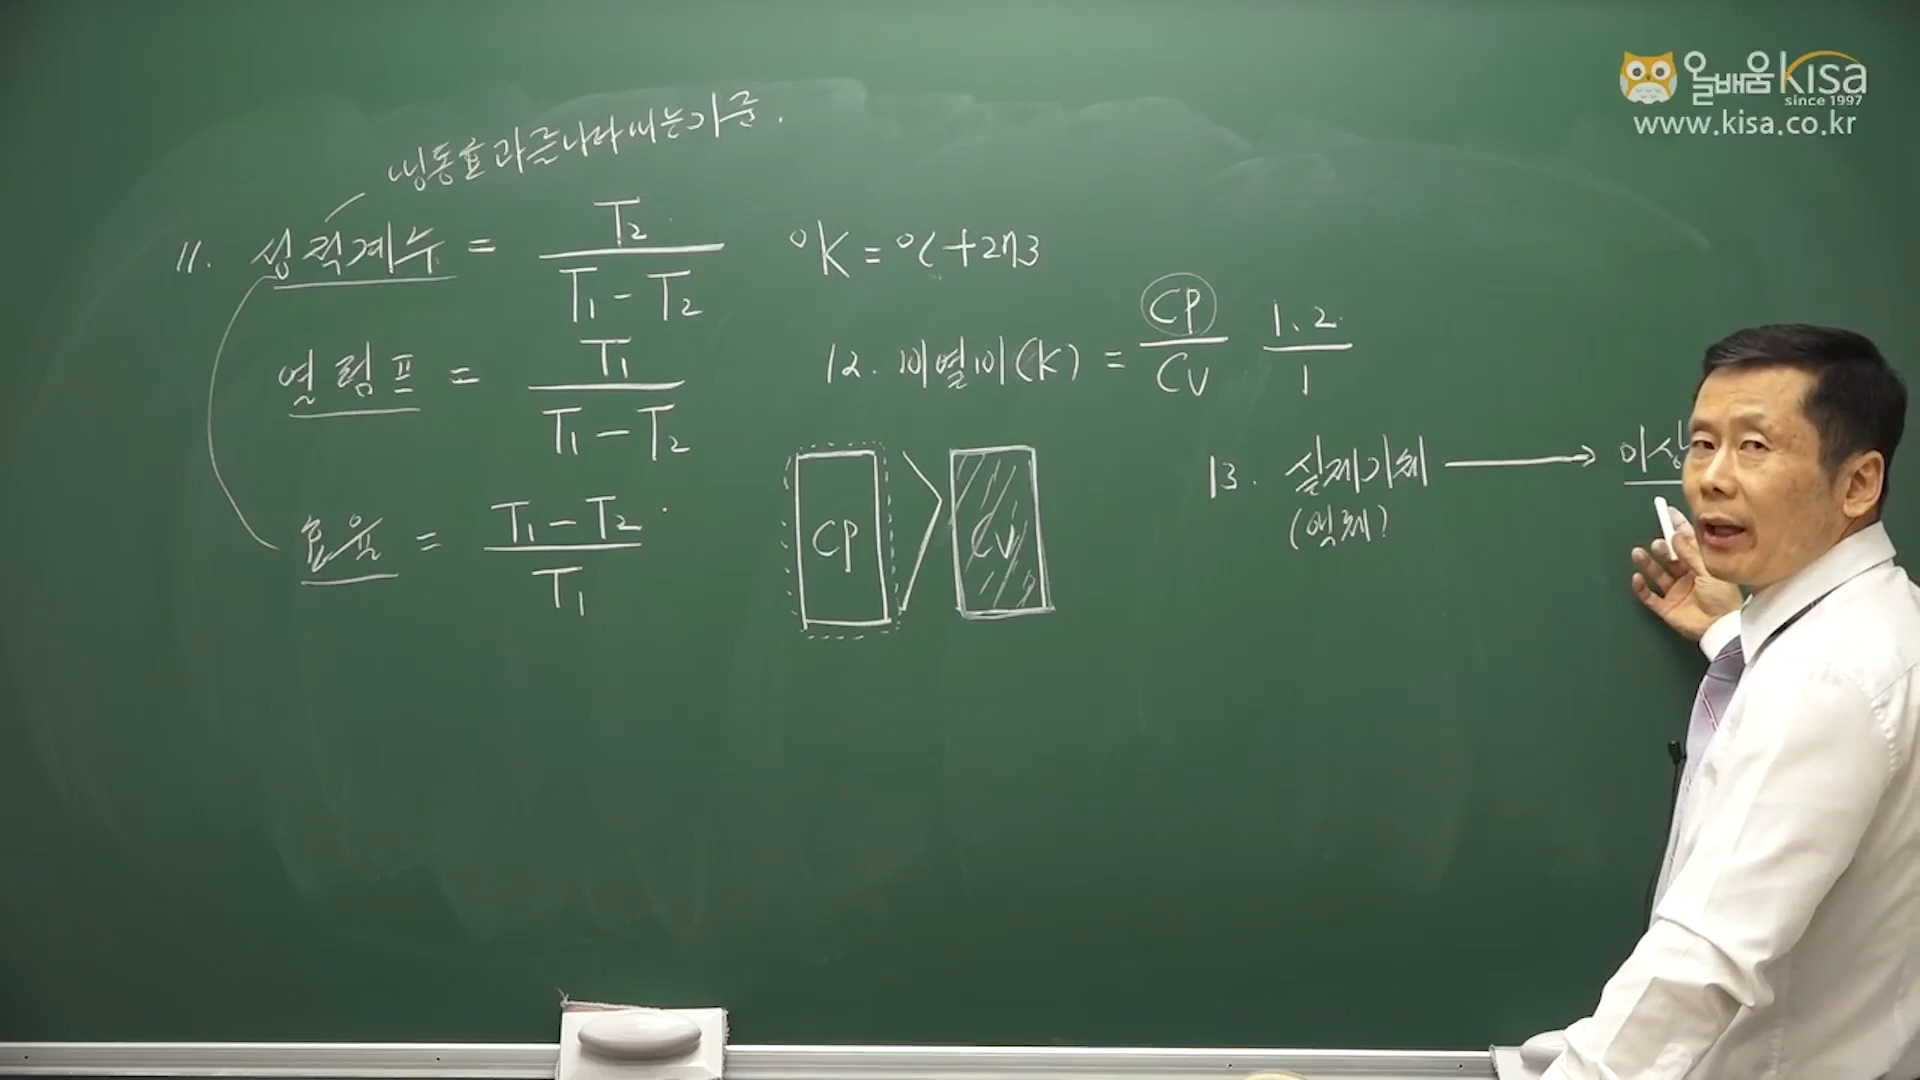 올배움kisa
since 1997
www.kisa.co.kr
냉동효과를 나타내는 기준.
11. 성적계수 = T₂ / (T₁ - T₂)
°K = °C + 273
열펌프 = T₁ / (T₁ - T₂)
효율 = (T₁ - T₂) / T₁
12. 비열비(K) = CP / CV 1.2 / 1
CP > CV
13. 실제기체 → 이상
(액체)